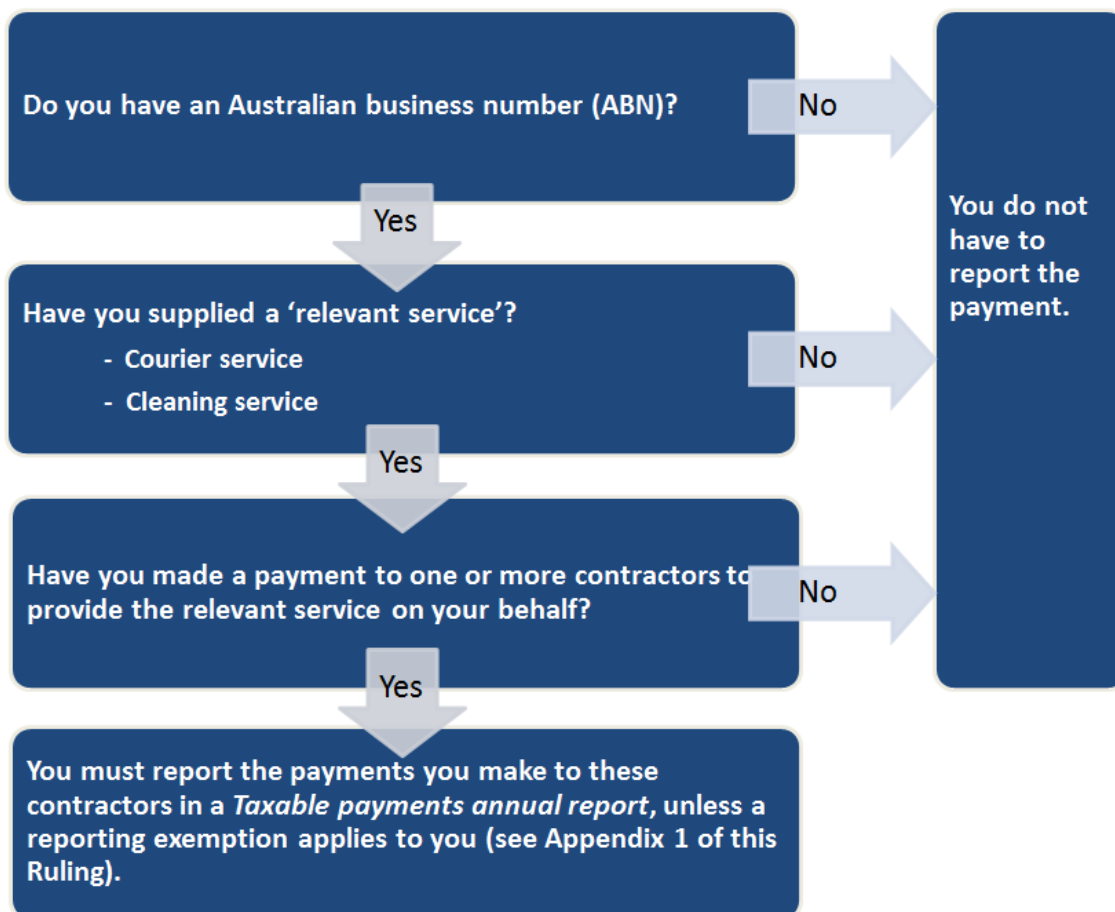 Do you have an Australian business number (ABN)?
No
Yes
Have you supplied a ‘relevant service’?
- Courier service
- Cleaning service
No
Yes
Have you made a payment to one or more contractors to
provide the relevant service on your behalf?
No
Yes
You must report the payments you make to these
contractors in a Taxable payments annual report, unless a
reporting exemption applies to you (see Appendix 1 of this
Ruling).
You do not
have to
report the
payment.